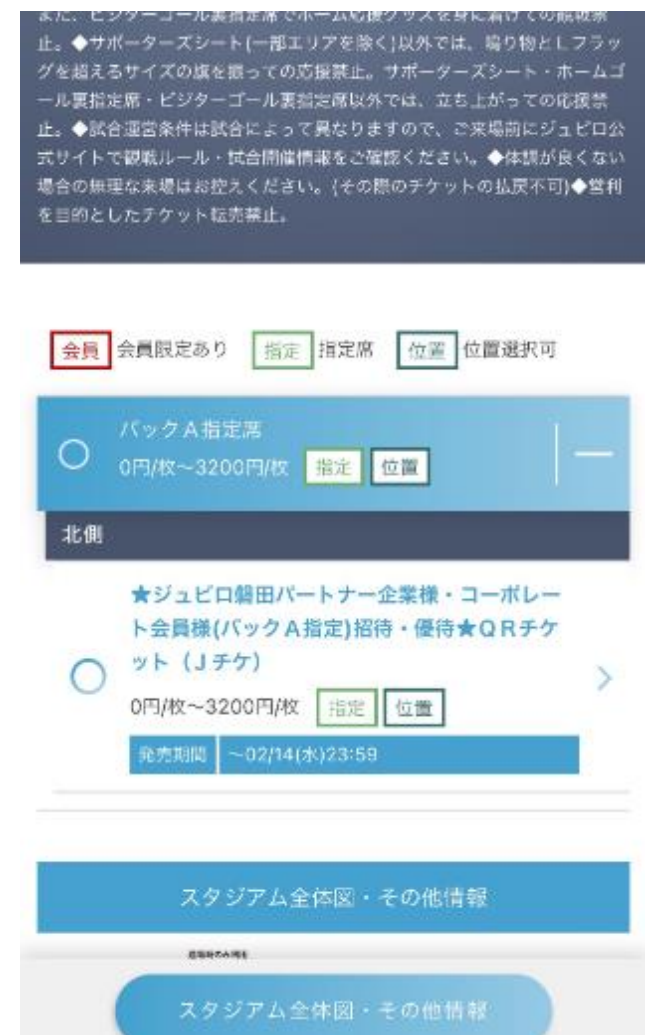 また、ビジターゴール裏指定席でホーム応援グッズを身に着けての観戦禁
止。◆サポーターズシート(一部エリアを除く)以外では、鳴り物とLフラッ
グを超えるサイズの旗を振っての応援禁止。サポーターズシート・ホームゴ
ール裏指定席・ビジターゴール裏指定席以外では、立ち上がっての応援禁
止。◆試合運営条件は試合によって異なりますので、ご来場前にジュビロ公
式サイトで観戦ルール・試合開催情報をご確認ください。◆体調が良くない
場合の無理な来場はお控えください。(その際のチケットの払戻不可)◆営利
を目的としたチケット転売禁止。
会員 会員限定あり 指定 指定席 位置 位置選択可
バックA指定席
0円/枚～3200円/枚 指定 位置
北側
★ジュビロ磐田パートナー企業様・コーポレー
ト会員様(バックA指定)招待・優待★QRチケ
ット（Jチケ）
0円/枚～3200円/枚 指定 位置
発売期間 ～02/14(水)23:59
スタジアム全体図・その他情報
スタジアム全体図・その他情報